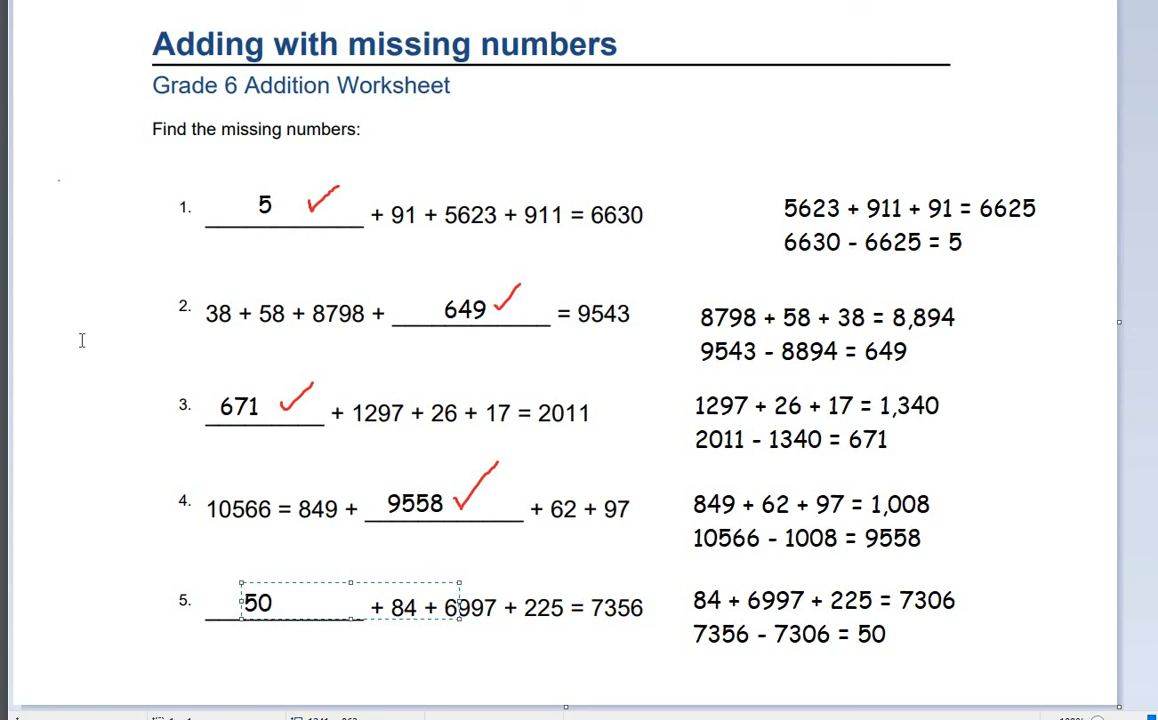 Adding with missing numbers
Grade 6 Addition Worksheet
Find the missing numbers:
1. 5 + 91 + 5623 + 911 = 6630
5623 + 911 + 91 = 6625
6630 - 6625 = 5
2. 38 + 58 + 8798 + 649 = 9543
8798 + 58 + 38 = 8,894
9543 - 8894 = 649
3. 671 + 1297 + 26 + 17 = 2011
1297 + 26 + 17 = 1,340
2011 - 1340 = 671
4. 10566 = 849 + 9558 + 62 + 97
849 + 62 + 97 = 1,008
10566 - 1008 = 9558
5. 50 + 84 + 6997 + 225 = 7356
84 + 6997 + 225 = 7306
7356 - 7306 = 50